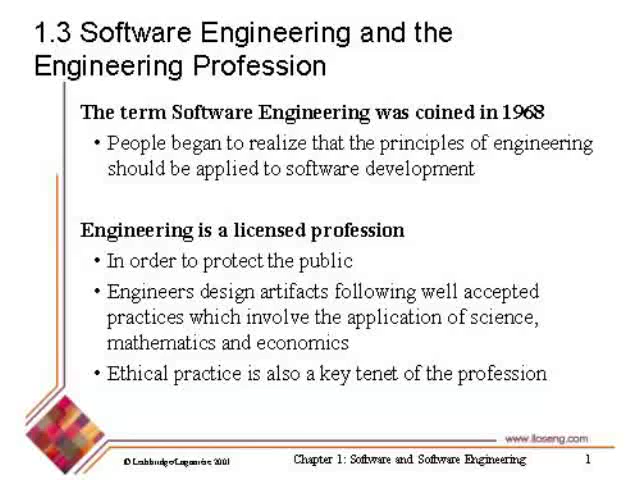 1.3 Software Engineering and the
Engineering Profession
The term Software Engineering was coined in 1968
• People began to realize that the principles of engineering
should be applied to software development
Engineering is a licensed profession
• In order to protect the public
• Engineers design artifacts following well accepted
practices which involve the application of science,
mathematics and economics
• Ethical practice is also a key tenet of the profession
www.lloseng.com
© Lethbridge/Laganière 2001
Chapter 1: Software and Software Engineering
1